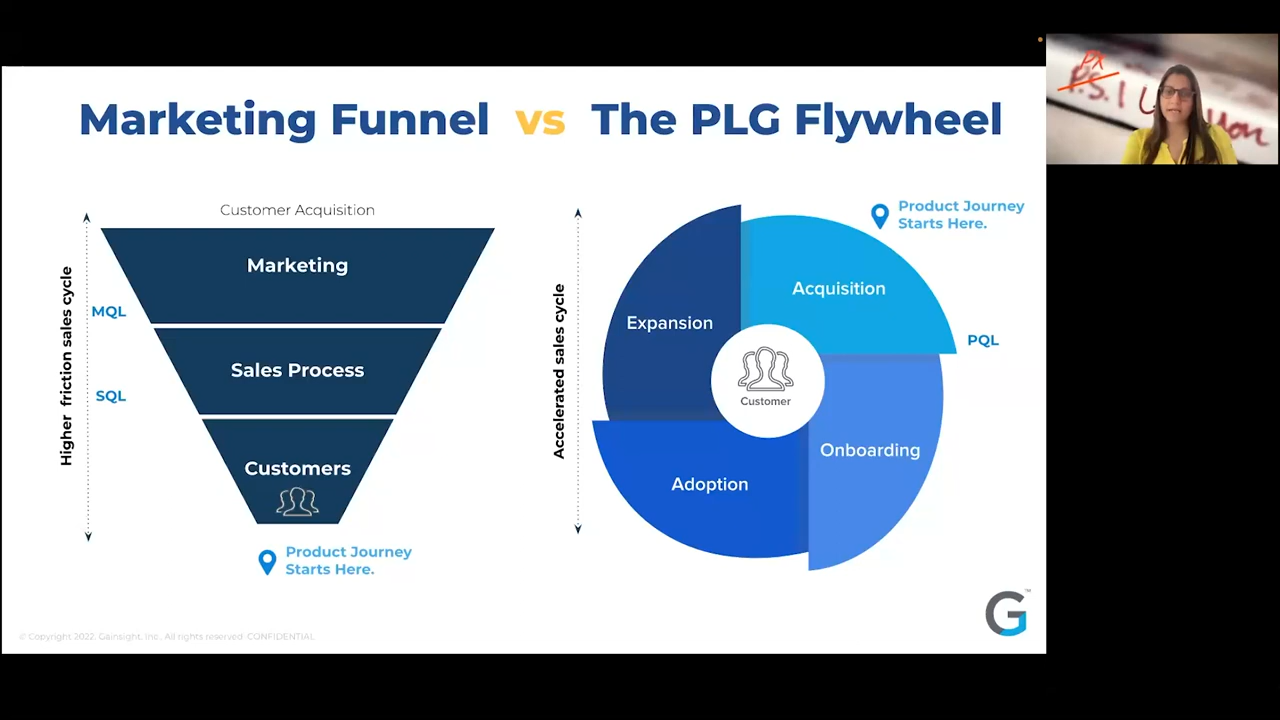 Marketing Funnel vs The PLG Flywheel
Customer Acquisition
Higher friction sales cycle
Marketing
MQL
Sales Process
SQL
Customers
Product Journey
Starts Here.
Accelerated sales cycle
Product Journey
Starts Here.
Expansion
Acquisition
PQL
Customer
Adoption
Onboarding
G
TM
© Copyright 2022. Gainsight, Inc. All rights reserved. CONFIDENTIAL
PX
P.S. I